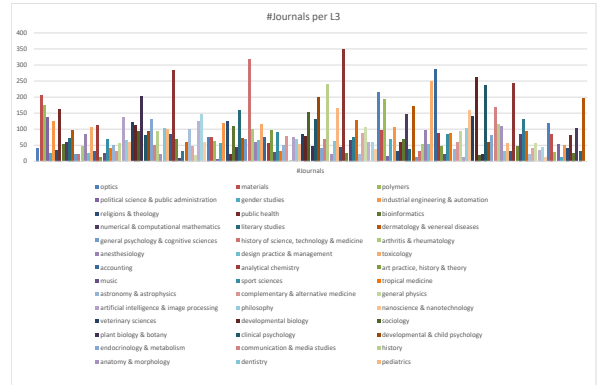 #Journals per L3
400
350
300
250
200
150
100
50
0
#Journals
optics materials polymers
political science & public administration gender studies industrial engineering & automation
religions & theology public health bioinformatics
numerical & computational mathematics literary studies dermatology & venereal diseases
general psychology & cognitive sciences history of science, technology & medicine arthritis & rheumatology
anesthesiology design practice & management toxicology
accounting analytical chemistry art practice, history & theory
music sport sciences tropical medicine
astronomy & astrophysics complementary & alternative medicine general physics
artificial intelligence & image processing philosophy nanoscience & nanotechnology
veterinary sciences developmental biology sociology
plant biology & botany clinical psychology developmental & child psychology
endocrinology & metabolism communication & media studies history
anatomy & morphology dentistry pediatrics